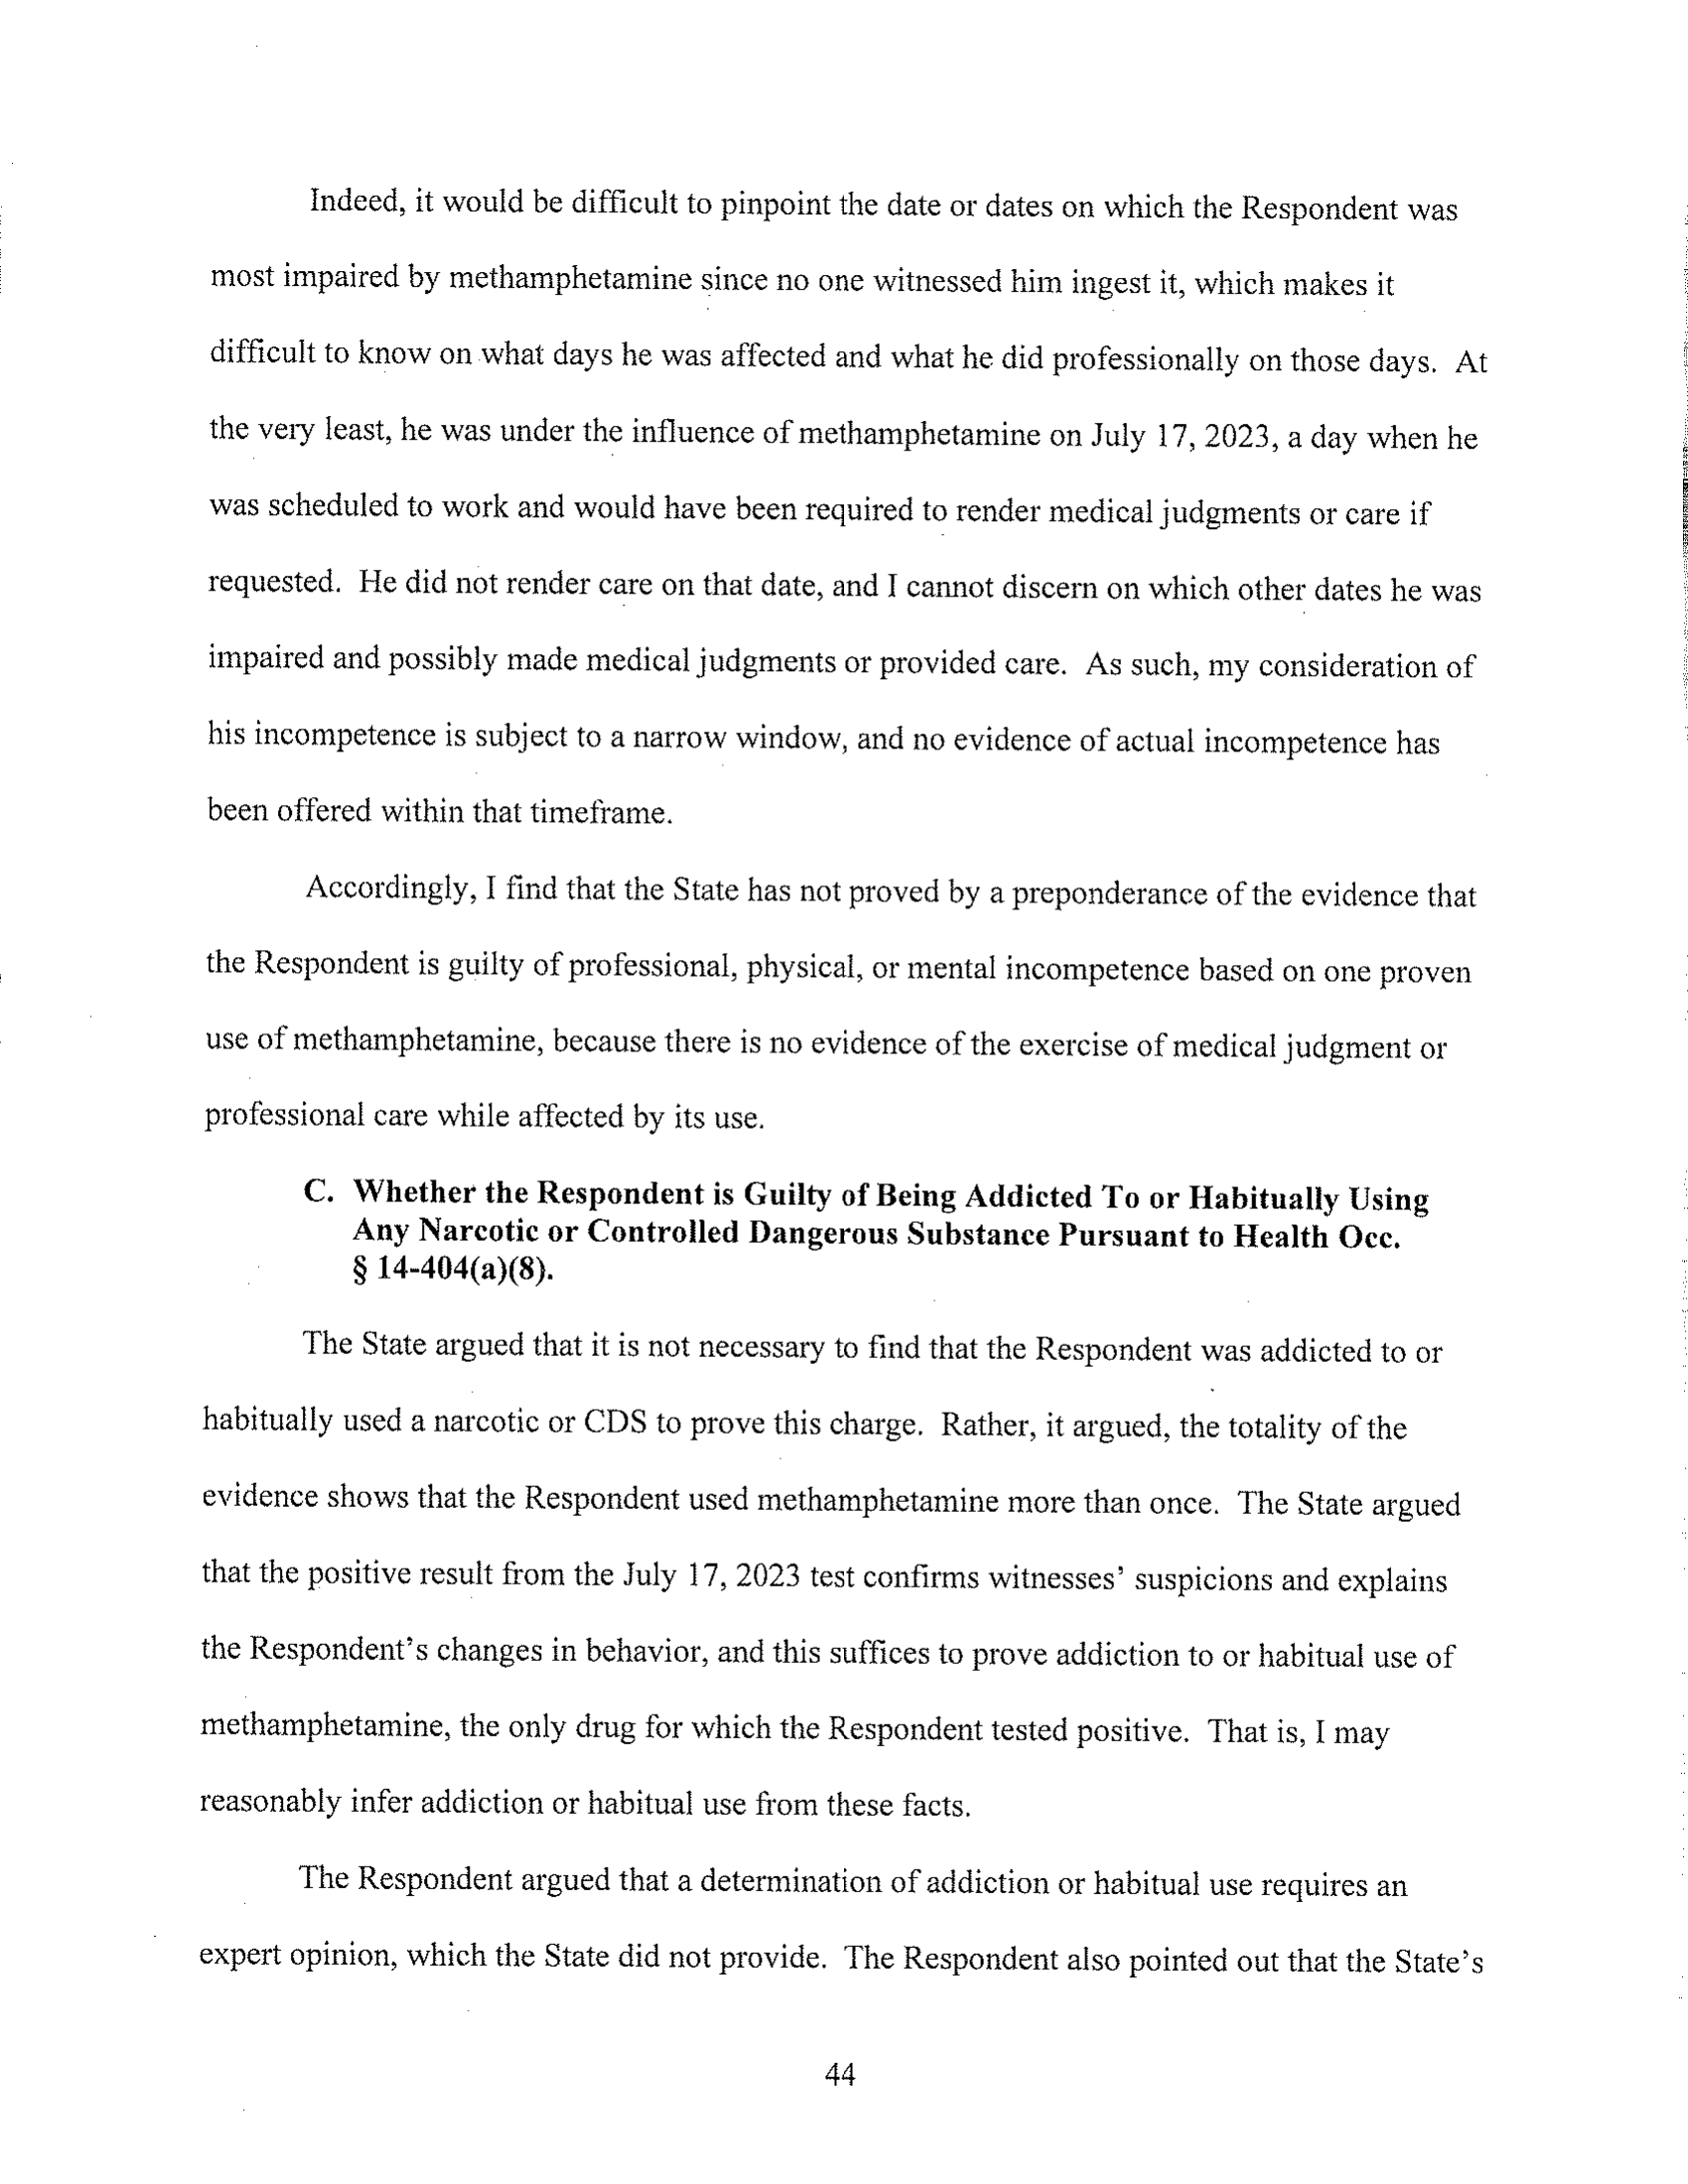 Indeed, it would be difficult to pinpoint the date or dates on which the Respondent was
most impaired by methamphetamine since no one witnessed him ingest it, which makes it
difficult to know on what days he was affected and what he did professionally on those days. At
the very least, he was under the influence of methamphetamine on July 17, 2023, a day when he
was scheduled to work and would have been required to render medical judgments or care if
requested. He did not render care on that date, and I cannot discern on which other dates he was
impaired and possibly made medical judgments or provided care. As such, my consideration of
his incompetence is subject to a narrow window, and no evidence of actual incompetence has
been offered within that timeframe.
Accordingly, I find that the State has not proved by a preponderance of the evidence that
the Respondent is guilty of professional, physical, or mental incompetence based on one proven
use of methamphetamine, because there is no evidence of the exercise of medical judgment or
professional care while affected by its use.
C. Whether the Respondent is Guilty of Being Addicted To or Habitually Using
Any Narcotic or Controlled Dangerous Substance Pursuant to Health Occ.
§ 14-404(a)(8).
The State argued that it is not necessary to find that the Respondent was addicted to or
habitually used a narcotic or CDS to prove this charge. Rather, it argued, the totality of the
evidence shows that the Respondent used methamphetamine more than once. The State argued
that the positive result from the July 17, 2023 test confirms witnesses’ suspicions and explains
the Respondent’s changes in behavior, and this suffices to prove addiction to or habitual use of
methamphetamine, the only drug for which the Respondent tested positive. That is, I may
reasonably infer addiction or habitual use from these facts.
The Respondent argued that a determination of addiction or habitual use requires an
expert opinion, which the State did not provide. The Respondent also pointed out that the State’s
44